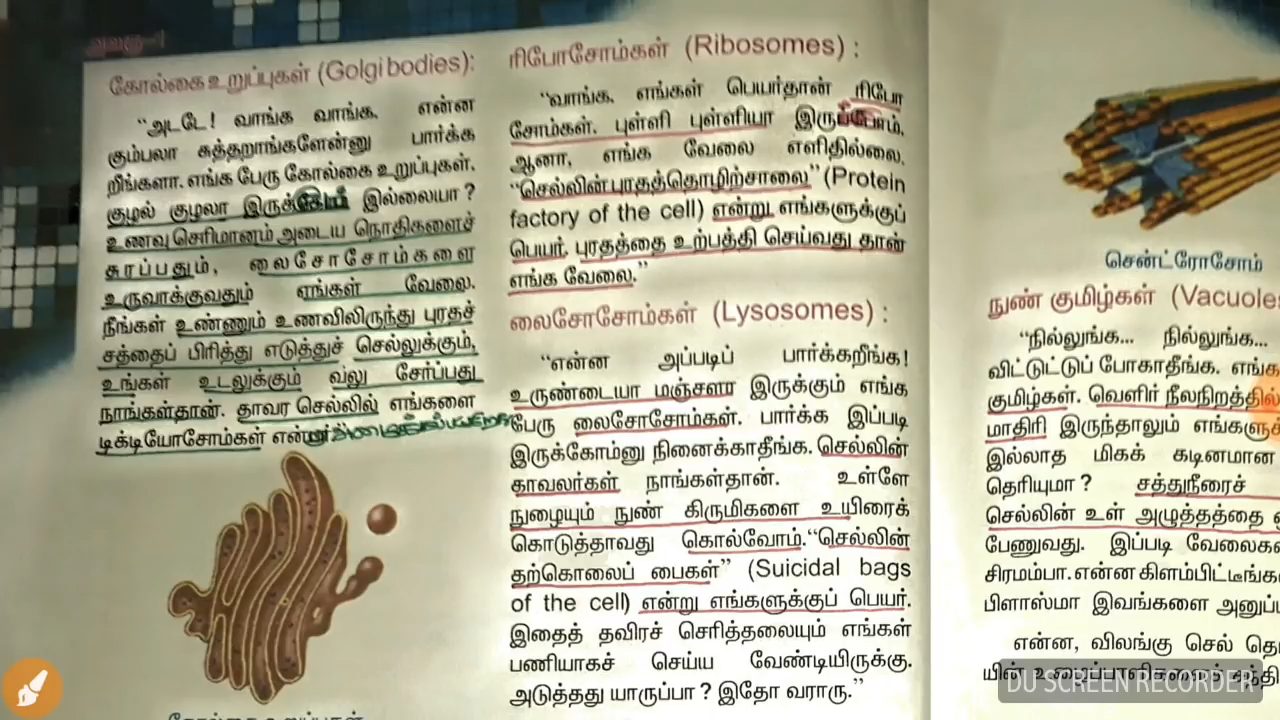 அலகு-1
கோல்கை உறுப்புகள் (Golgi bodies):
“அடடே! வாங்க வாங்க. என்ன
கும்பலா சுத்தறாங்களேன்னு பார்க்க
றீங்களா. எங்க பேரு கோல்கை உறுப்புகள்.
குழல் குழலா இருக்கோம் இல்லையா?
உணவு செரிமானம் அடைய நொதிகளைச்
சுரப்பதும், லைசோசோம்களை
உருவாக்குவதும் எங்கள் வேலை.
நீங்கள் உண்ணும் உணவிலிருந்து புரதச்
சத்தைப் பிரித்து எடுத்துச் செல்லுக்கும்,
உங்கள் உடலுக்கும் வலு சேர்ப்பது
நாங்கள்தான். தாவர செல்லில் எங்களை
டிக்டியோசோம்கள்
ரிபோசோம்கள் (Ribosomes) :
“வாங்க, எங்கள் பெயர்தான் ரிபோ
சோம்கள். புள்ளி புள்ளியா இருப்போம்.
ஆனா, எங்க வேலை எளிதில்லை.
“செல்லின் புரதத்தொழிற்சாலை” (Protein
factory of the cell) என்று எங்களுக்குப்
பெயர். புரதத்தை உற்பத்தி செய்வது தான்
எங்க வேலை.”
லைசோசோம்கள் (Lysosomes) :
“என்ன அப்படிப் பார்க்கறீங்க!
உருண்டையா மஞ்சளா இருக்கும் எங்க
பேரு லைசோசோம்கள். பார்க்க இப்படி
இருக்கோம்னு நினைக்காதீங்க. செல்லின்
காவலர்கள் நாங்கள்தான். உள்ளே
நுழையும் நுண் கிருமிகளை உயிரைக்
கொடுத்தாவது கொல்வோம்.“செல்லின்
தற்கொலைப் பைகள்” (Suicidal bags
of the cell) என்று எங்களுக்குப் பெயர்.
இதைத் தவிரச் செரித்தலையும் எங்கள்
பணியாகச் செய்ய வேண்டியிருக்கு.
அடுத்தது யாருப்பா? இதோ வராரு.”
சென்ட்ரோசோம்
நுண் குமிழ்கள் (Vacuole
“நில்லுங்க... நில்லுங்க...
விட்டுட்டுப் போகாதீங்க. எங்க
குமிழ்கள். வெளிர் நீலநிறத்தில்
மாதிரி இருந்தாலும் எங்களுக்
இல்லாத மிகக் கடினமான
தெரியுமா? சத்துநீரைச்
செல்லின் உள் அழுத்தத்தை
பேணுவது. இப்படி
சிரமம்பா. என்ன கிளம்பிட்டீங்க
பிளாஸ்மா இவங்களை அனுப்ப
என்ன, விலங்கு செல்
DU SCREEN RECORDER